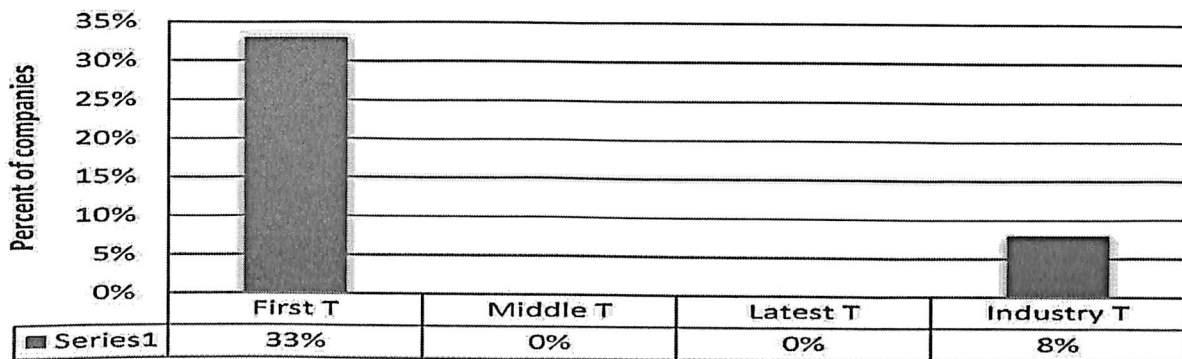 35%
30%
25%
20%
15%
10%
5%
0%
Percent of companies
First T Middle T Latest T Industry T
Series1 33% 0% 0% 8%